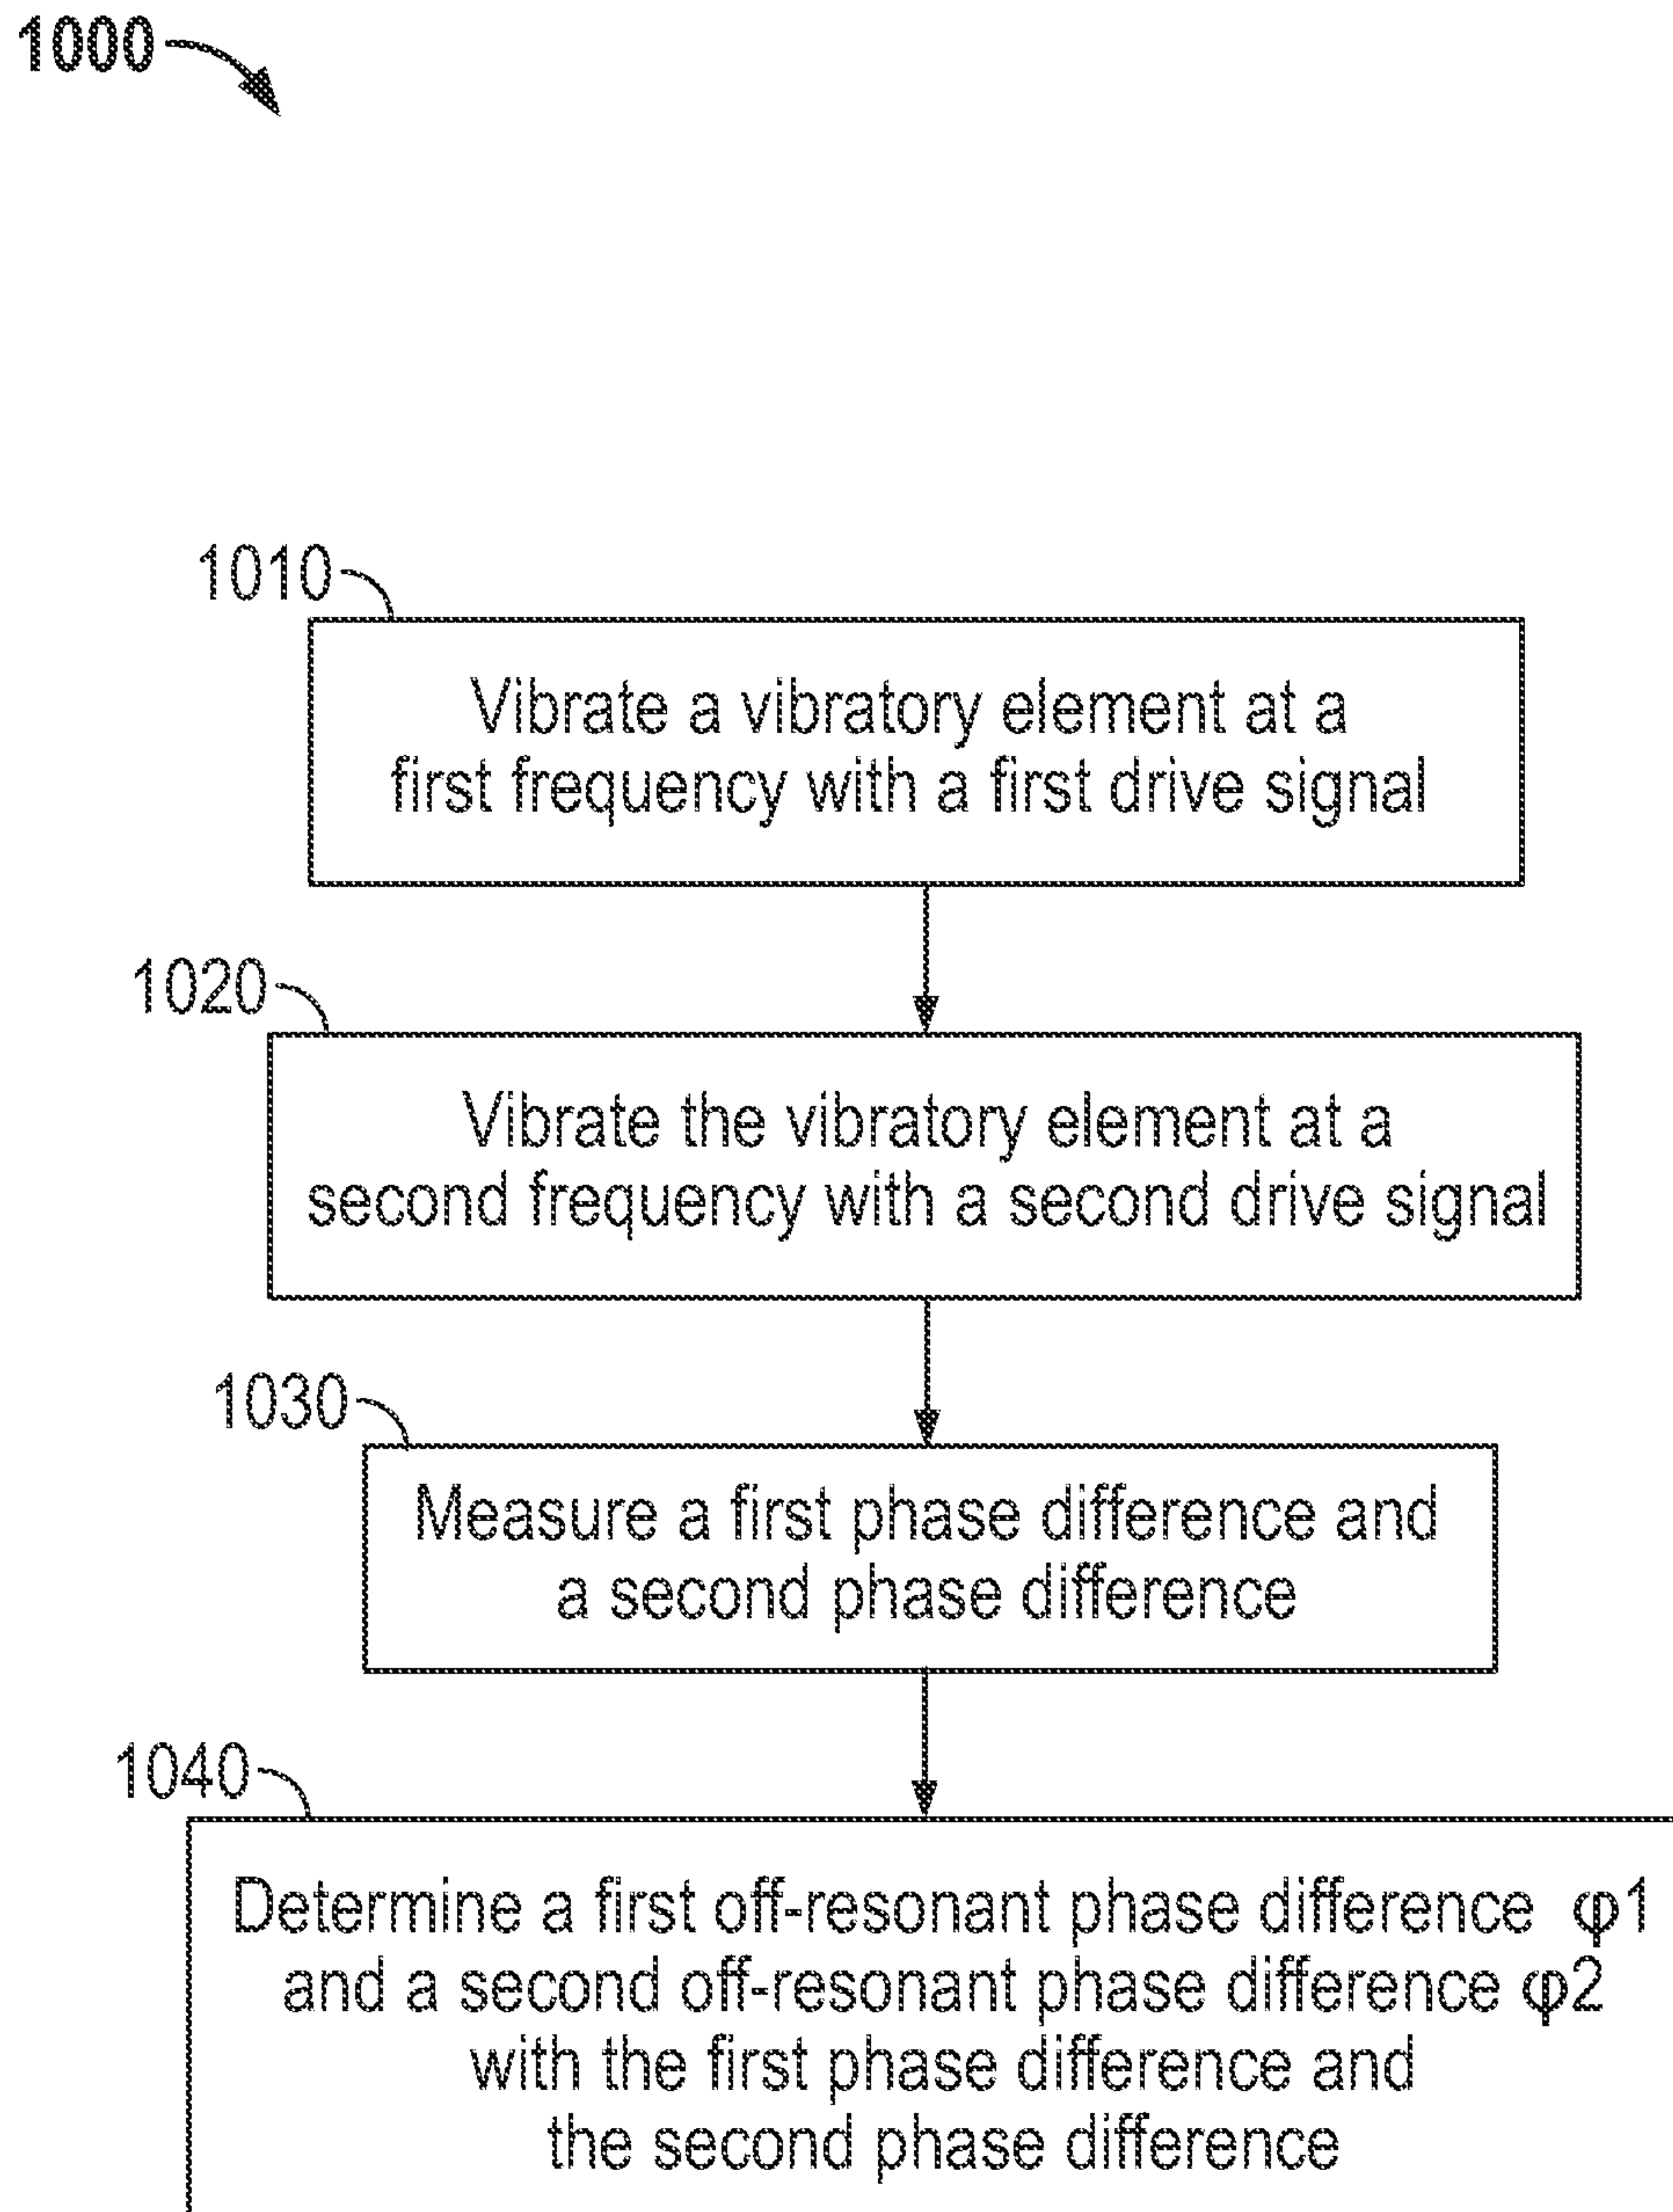 1000
1010
Vibrate a vibratory element at a
first frequency with a first drive signal
1020
Vibrate the vibratory element at a
second frequency with a second drive signal
1030
Measure a first phase difference and
a second phase difference
1040
Determine a first off-resonant phase difference φ1
and a second off-resonant phase difference φ2
with the first phase difference and
the second phase difference